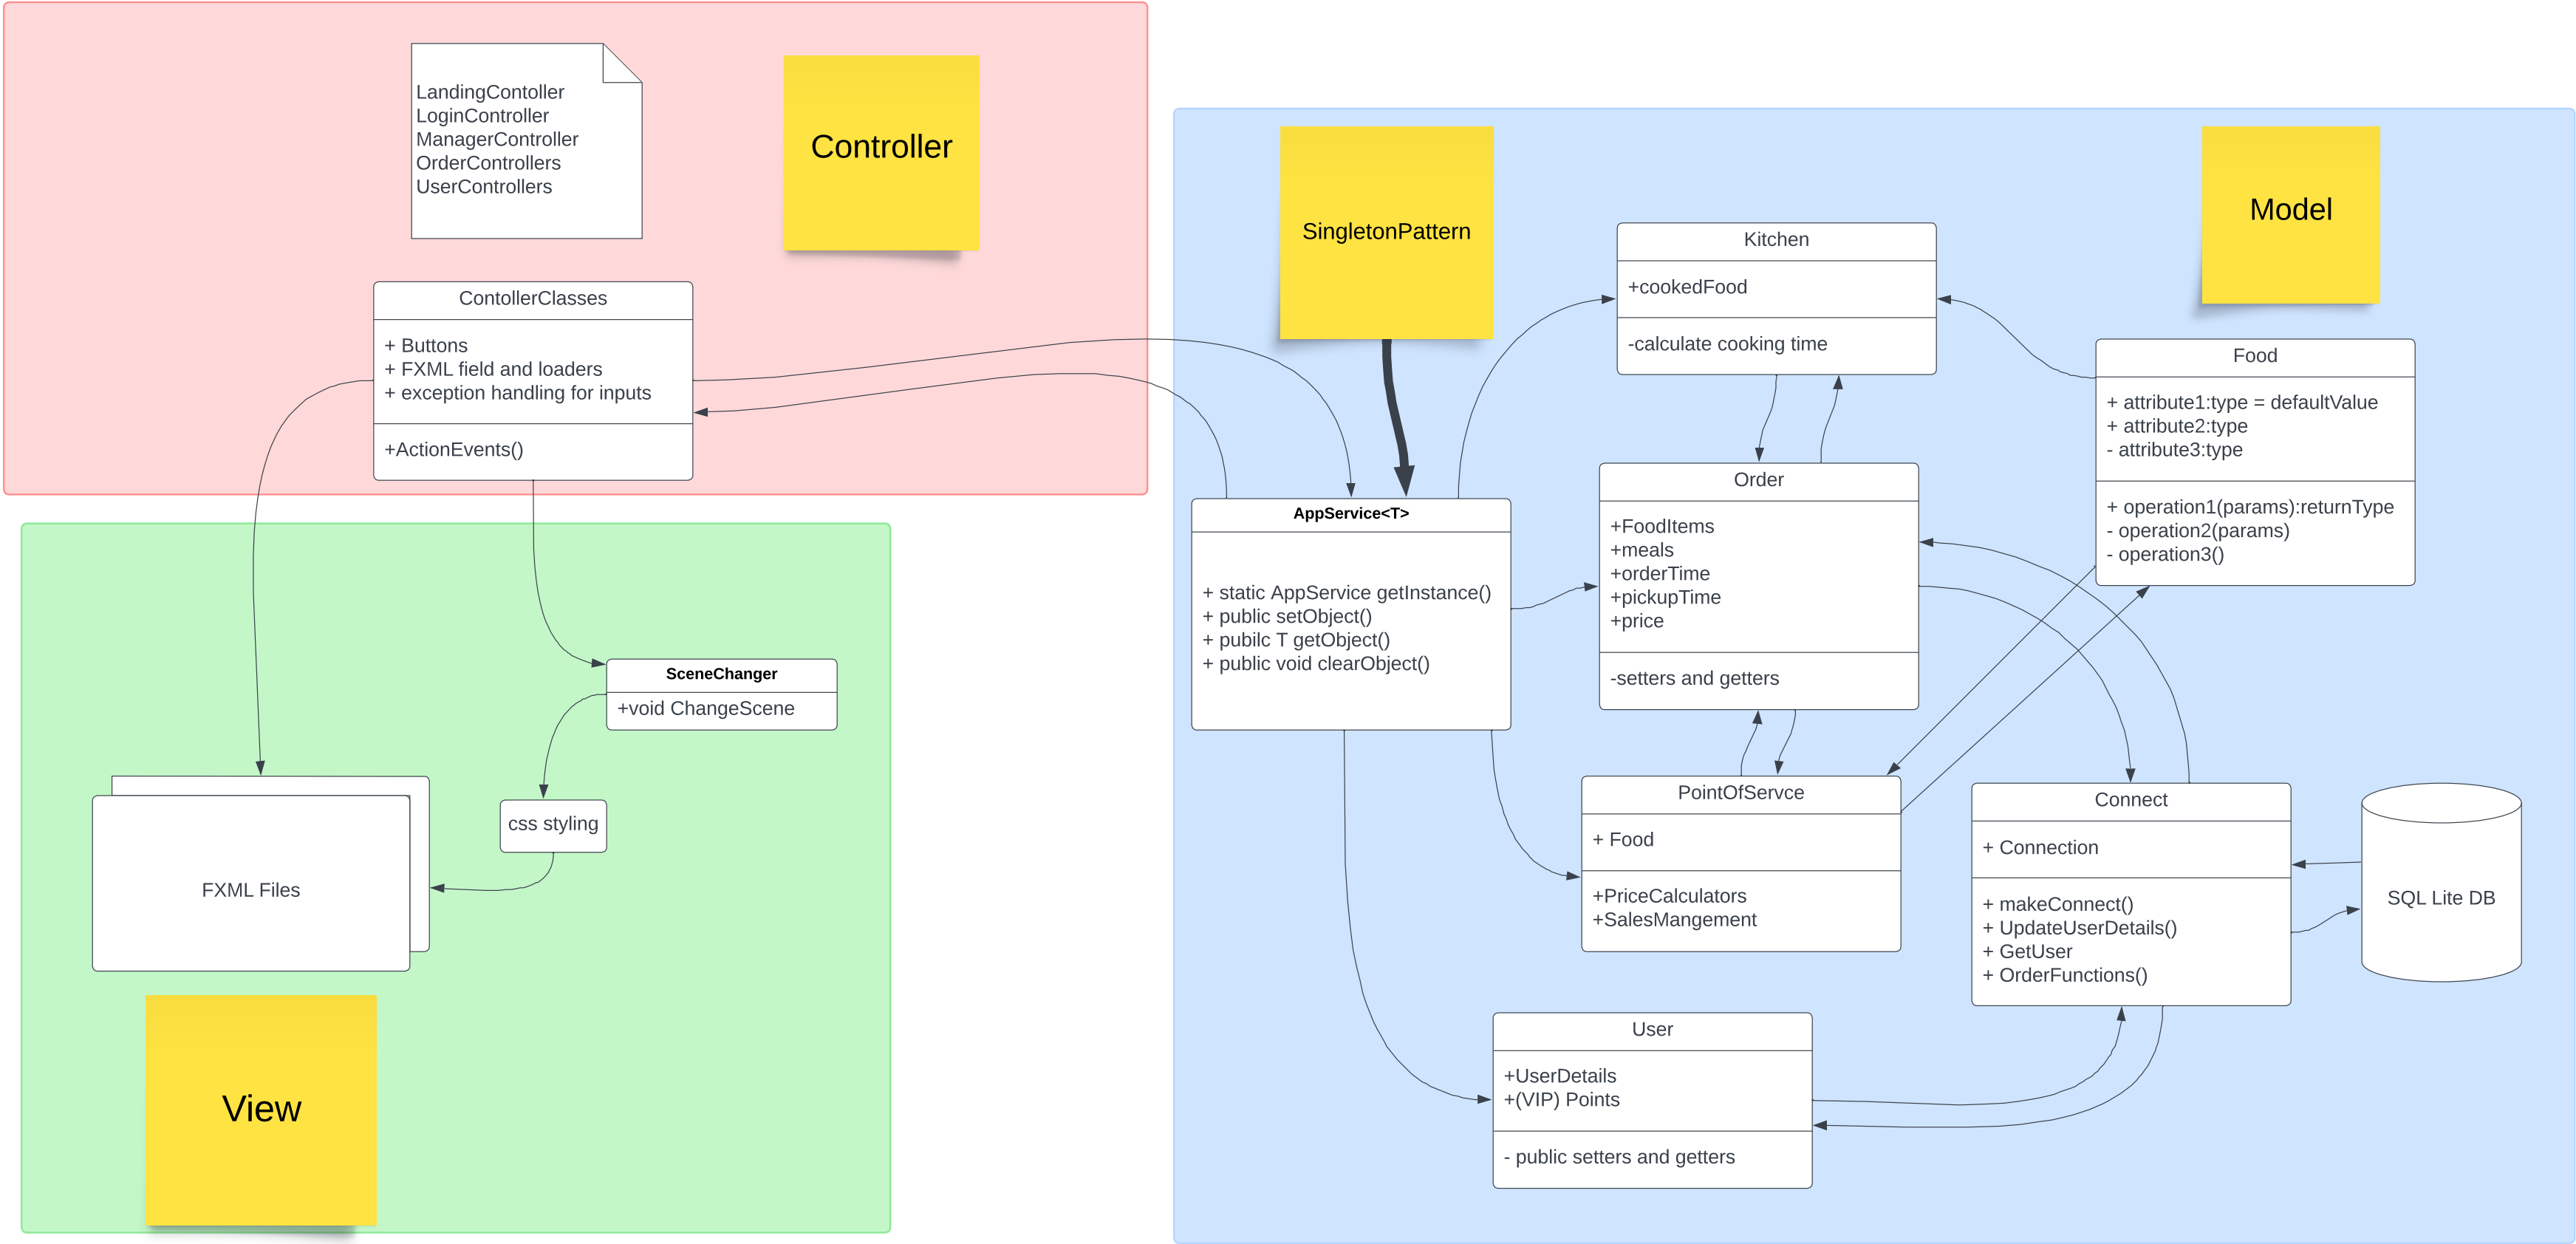 LandingContoller
LoginController
ManagerController
OrderControllers
UserControllers
Controller
ContollerClasses
+ Buttons
+ FXML field and loaders
+ exception handling for inputs
+ActionEvents()
SceneChanger
+void ChangeScene
css styling
FXML Files
View
SingletonPattern
Model
Kitchen
+cookedFood
-calculate cooking time
Food
+ attribute1:type = defaultValue
+ attribute2:type
- attribute3:type
+ operation1(params):returnType
- operation2(params)
- operation3()
AppService<T>
+ static AppService getInstance()
+ public setObject()
+ pubilc T getObject()
+ public void clearObject()
Order
+FoodItems
+meals
+orderTime
+pickupTime
+price
-setters and getters
PointOfServce
+ Food
+PriceCalculators
+SalesMangement
Connect
+ Connection
+ makeConnect()
+ UpdateUserDetails()
+ GetUser
+ OrderFunctions()
SQL Lite DB
User
+UserDetails
+(VIP) Points
- public setters and getters